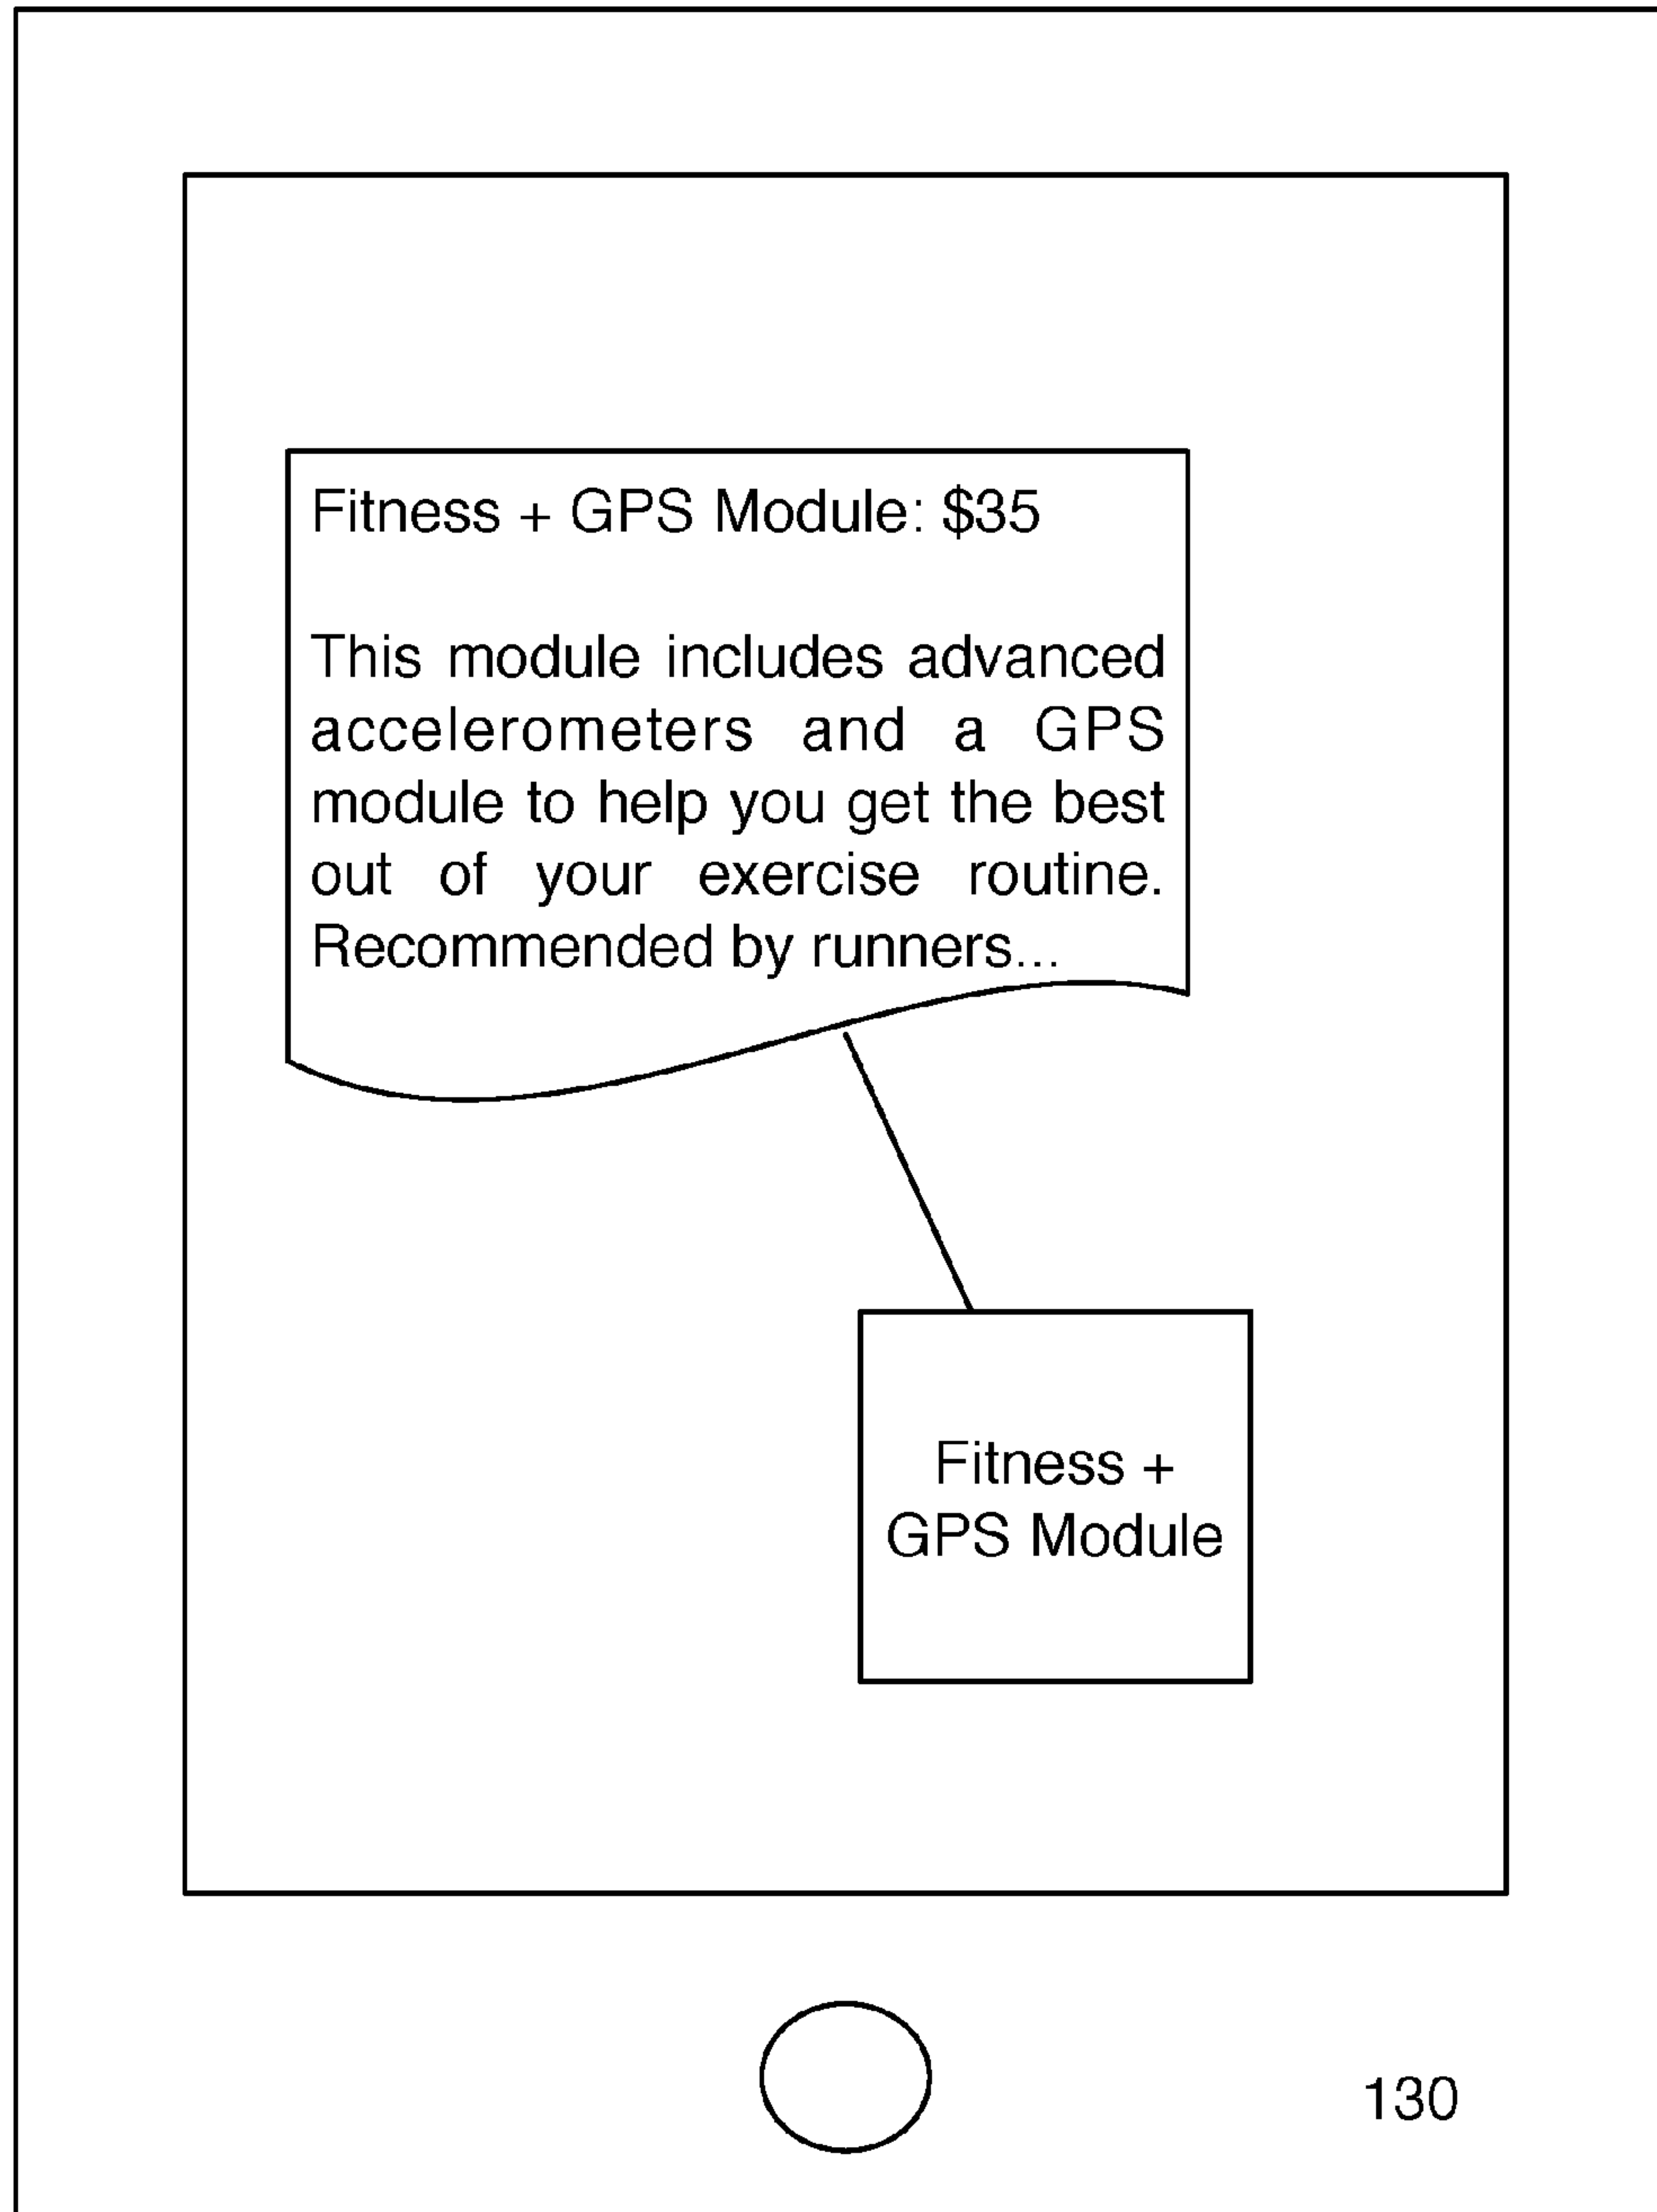 Fitness + GPS Module: $35
This module includes advanced
accelerometers and a GPS
module to help you get the best
out of your exercise routine.
Recommended by runners...
Fitness +
GPS Module
130